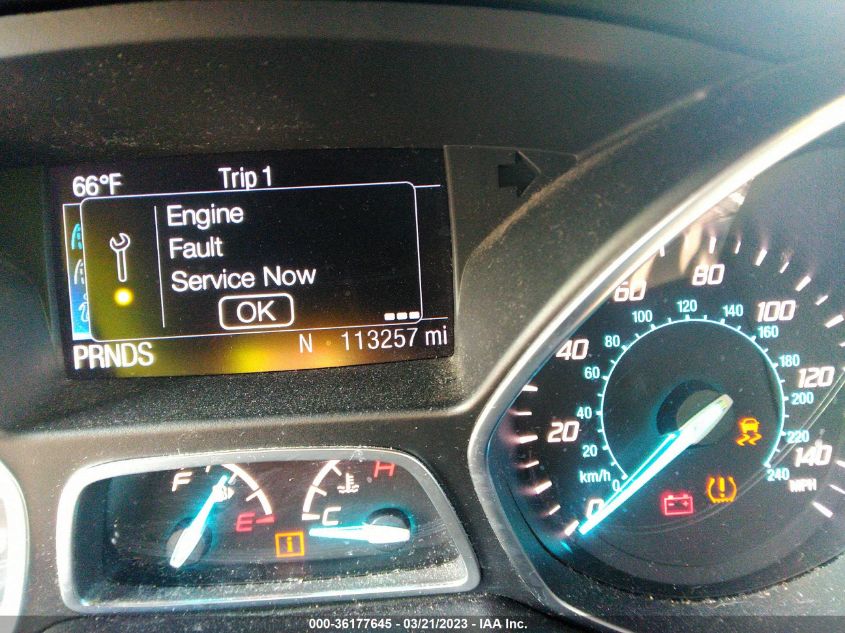 66°F Trip 1
Engine
Fault
Service Now
OK
PRNDS N 113257 mi
F E
C H
i
0 20 40 60 80 100 120 140
MPH
0 20 40 60 80 100 120 140 160 180 200 220 240
km/h
000-36177645 - 03/21/2023 - IAA Inc.